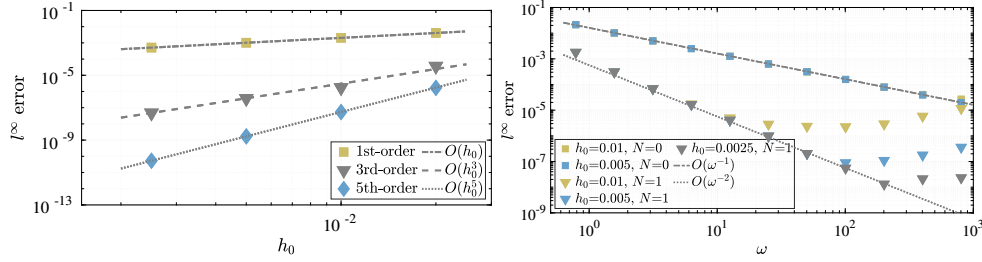 10^-1
10^-5
10^-9
10^-13
l^∞ error
10^-2
h_0
1st-order
3rd-order
5th-order
O(h_0)
O(h_0^3)
O(h_0^5)
10^-1
10^-3
10^-5
10^-7
10^-9
l^∞ error
10^0
10^1
10^2
10^3
ω
h_0=0.01, N=0
h_0=0.005, N=0
h_0=0.01, N=1
h_0=0.005, N=1
h_0=0.0025, N=1
O(ω^-1)
O(ω^-2)